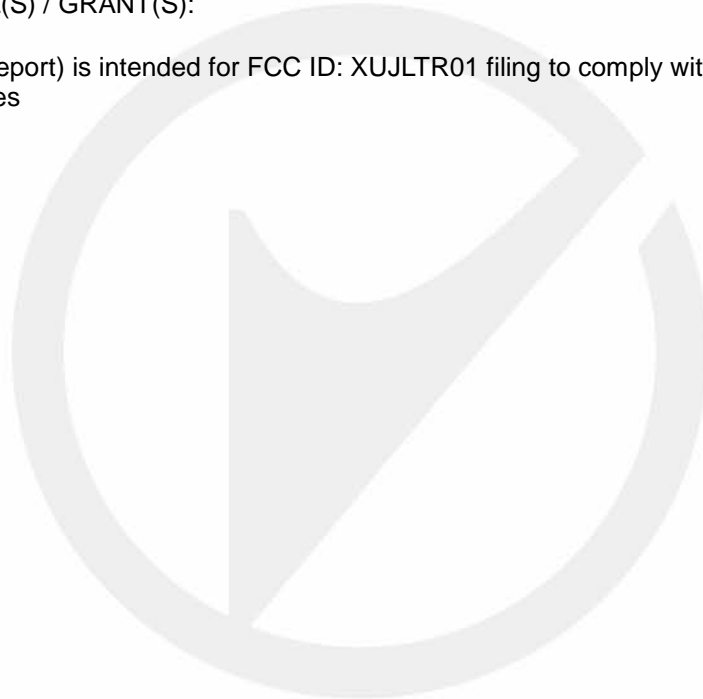 (S) / GRANT(S):
eport) is intended for FCC ID: XUJLTR01 filing to comply wit
es